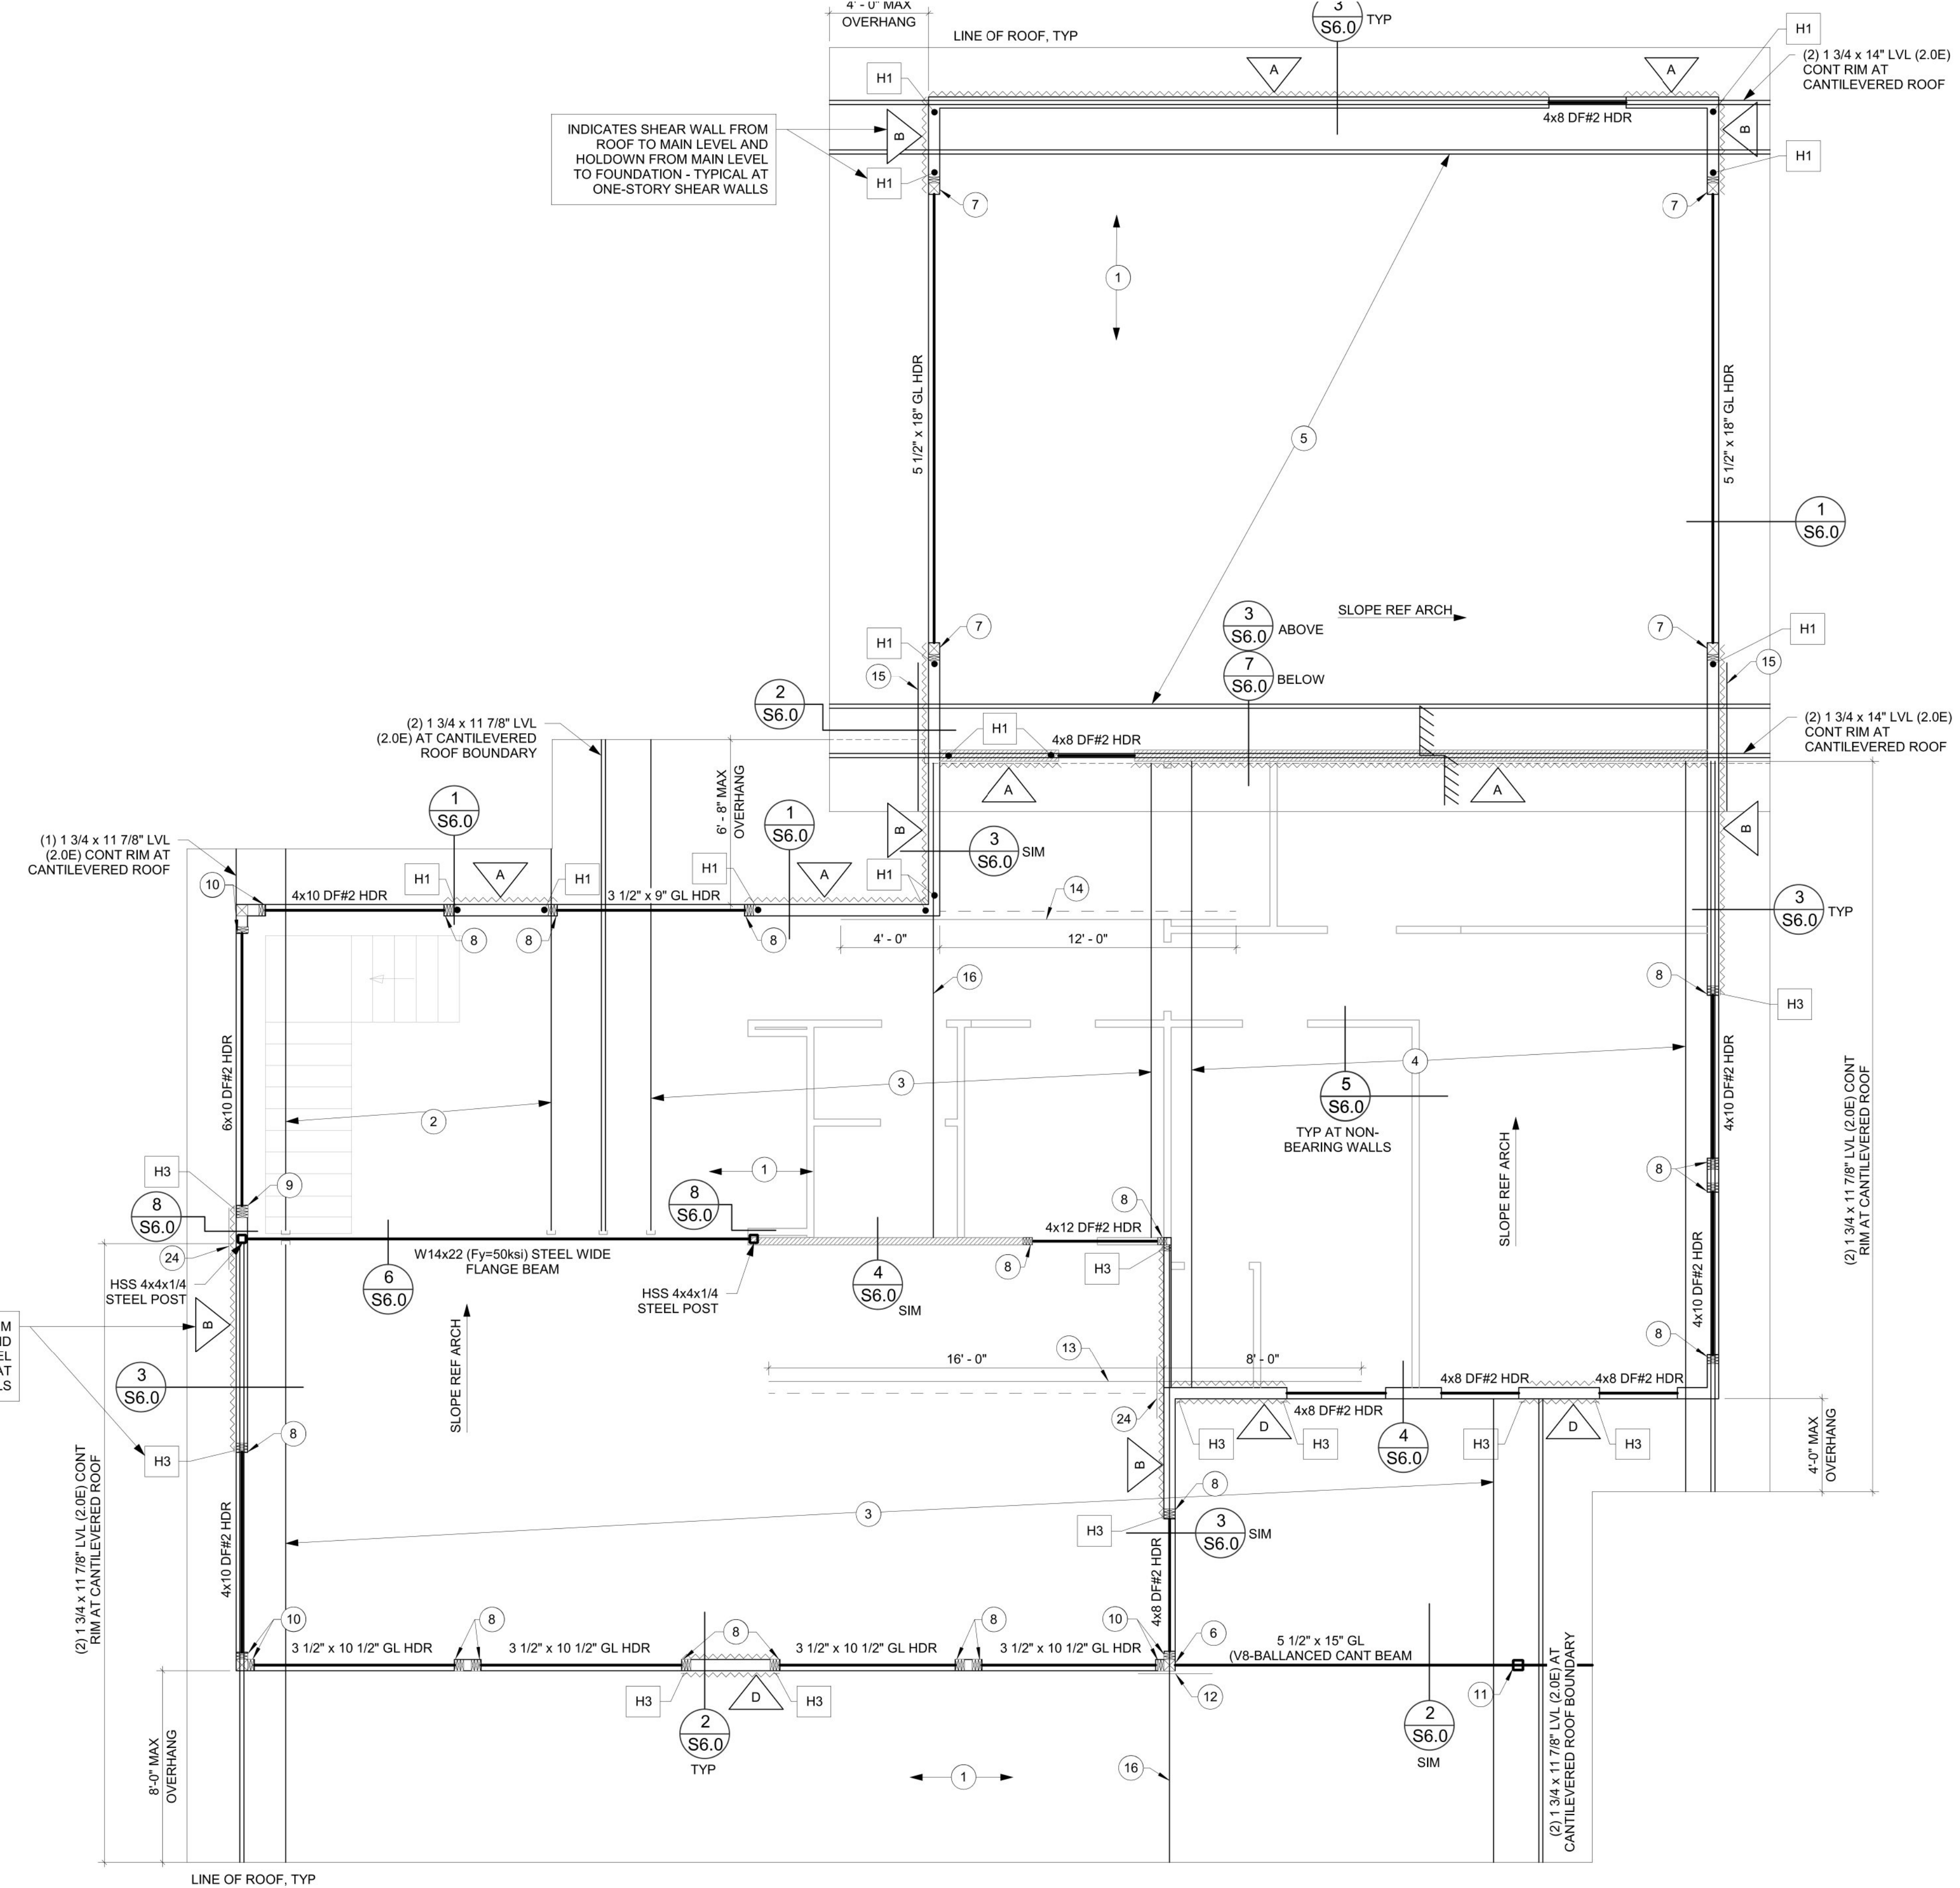 4' - 0" MAX
OVERHANG
LINE OF ROOF, TYP
3
S6.0
TYP
H1
(2) 1 3/4 x 14" LVL (2.0E)
CONT RIM AT
CANTILEVERED ROOF
H1
A
A
4x8 DF#2 HDR
INDICATES SHEAR WALL FROM
ROOF TO MAIN LEVEL AND
HOLDOWN FROM MAIN LEVEL
TO FOUNDATION - TYPICAL AT
ONE-STORY SHEAR WALLS
B
B
H1
H1
7
7
1
5 1/2" x 18" GL HDR
5 1/2" x 18" GL HDR
5
1
S6.0
SLOPE REF ARCH
3
S6.0
ABOVE
7
S6.0
BELOW
H1
7
7
H1
15
15
2
S6.0
(2) 1 3/4 x 11 7/8" LVL
(2.0E) AT CANTILEVERED
ROOF BOUNDARY
H1
4x8 DF#2 HDR
(2) 1 3/4 x 14" LVL (2.0E)
CONT RIM AT
CANTILEVERED ROOF
6' - 8" MAX
OVERHANG
A
A
1
S6.0
1
S6.0
B
B
3
S6.0
SIM
(1) 1 3/4 x 11 7/8" LVL
(2.0E) CONT RIM AT
CANTILEVERED ROOF
10
H1
A
H1
H1
A
H1
4x10 DF#2 HDR
3 1/2" x 9" GL HDR
14
3
S6.0
TYP
8
8
8
4' - 0"
12' - 0"
16
8
H3
6x10 DF#2 HDR
4x10 DF#2 HDR
3
4
5
S6.0
TYP AT NON-
BEARING WALLS
2
(2) 1 3/4 x 11 7/8" LVL (2.0E) CONT
RIM AT CANTILEVERED ROOF
SLOPE REF ARCH
H3
1
8
9
8
S6.0
8
S6.0
8
4x12 DF#2 HDR
24
W14x22 (Fy=50ksi) STEEL WIDE
FLANGE BEAM
8
H3
HSS 4x4x1/4
STEEL POST
6
S6.0
HSS 4x4x1/4
STEEL POST
4
S6.0
SIM
4x10 DF#2 HDR
B
M
ND
EL
AT
LS
SLOPE REF ARCH
13
8
16' - 0"
8' - 0"
3
S6.0
4x8 DF#2 HDR
4x8 DF#2 HDR
4x8 DF#2 HDR
24
D
D
8
H3
H3
H3
H3
H3
4
S6.0
4'-0" MAX
OVERHANG
B
8
3
H3
3
S6.0
SIM
4x10 DF#2 HDR
4x8 DF#2 HDR
(2) 1 3/4 x 11 7/8" LVL (2.0E) CONT
RIM AT CANTILEVERED ROOF
10
8
8
8
10
6
3 1/2" x 10 1/2" GL HDR
3 1/2" x 10 1/2" GL HDR
3 1/2" x 10 1/2" GL HDR
3 1/2" x 10 1/2" GL HDR
5 1/2" x 15" GL
(V8-BALLANCED CANT BEAM
H3
D
H3
12
11
2
S6.0
TYP
2
S6.0
SIM
8'-0" MAX
OVERHANG
1
16
(2) 1 3/4 x 11 7/8" LVL (2.0E) AT
CANTILEVERED ROOF BOUNDARY
LINE OF ROOF, TYP